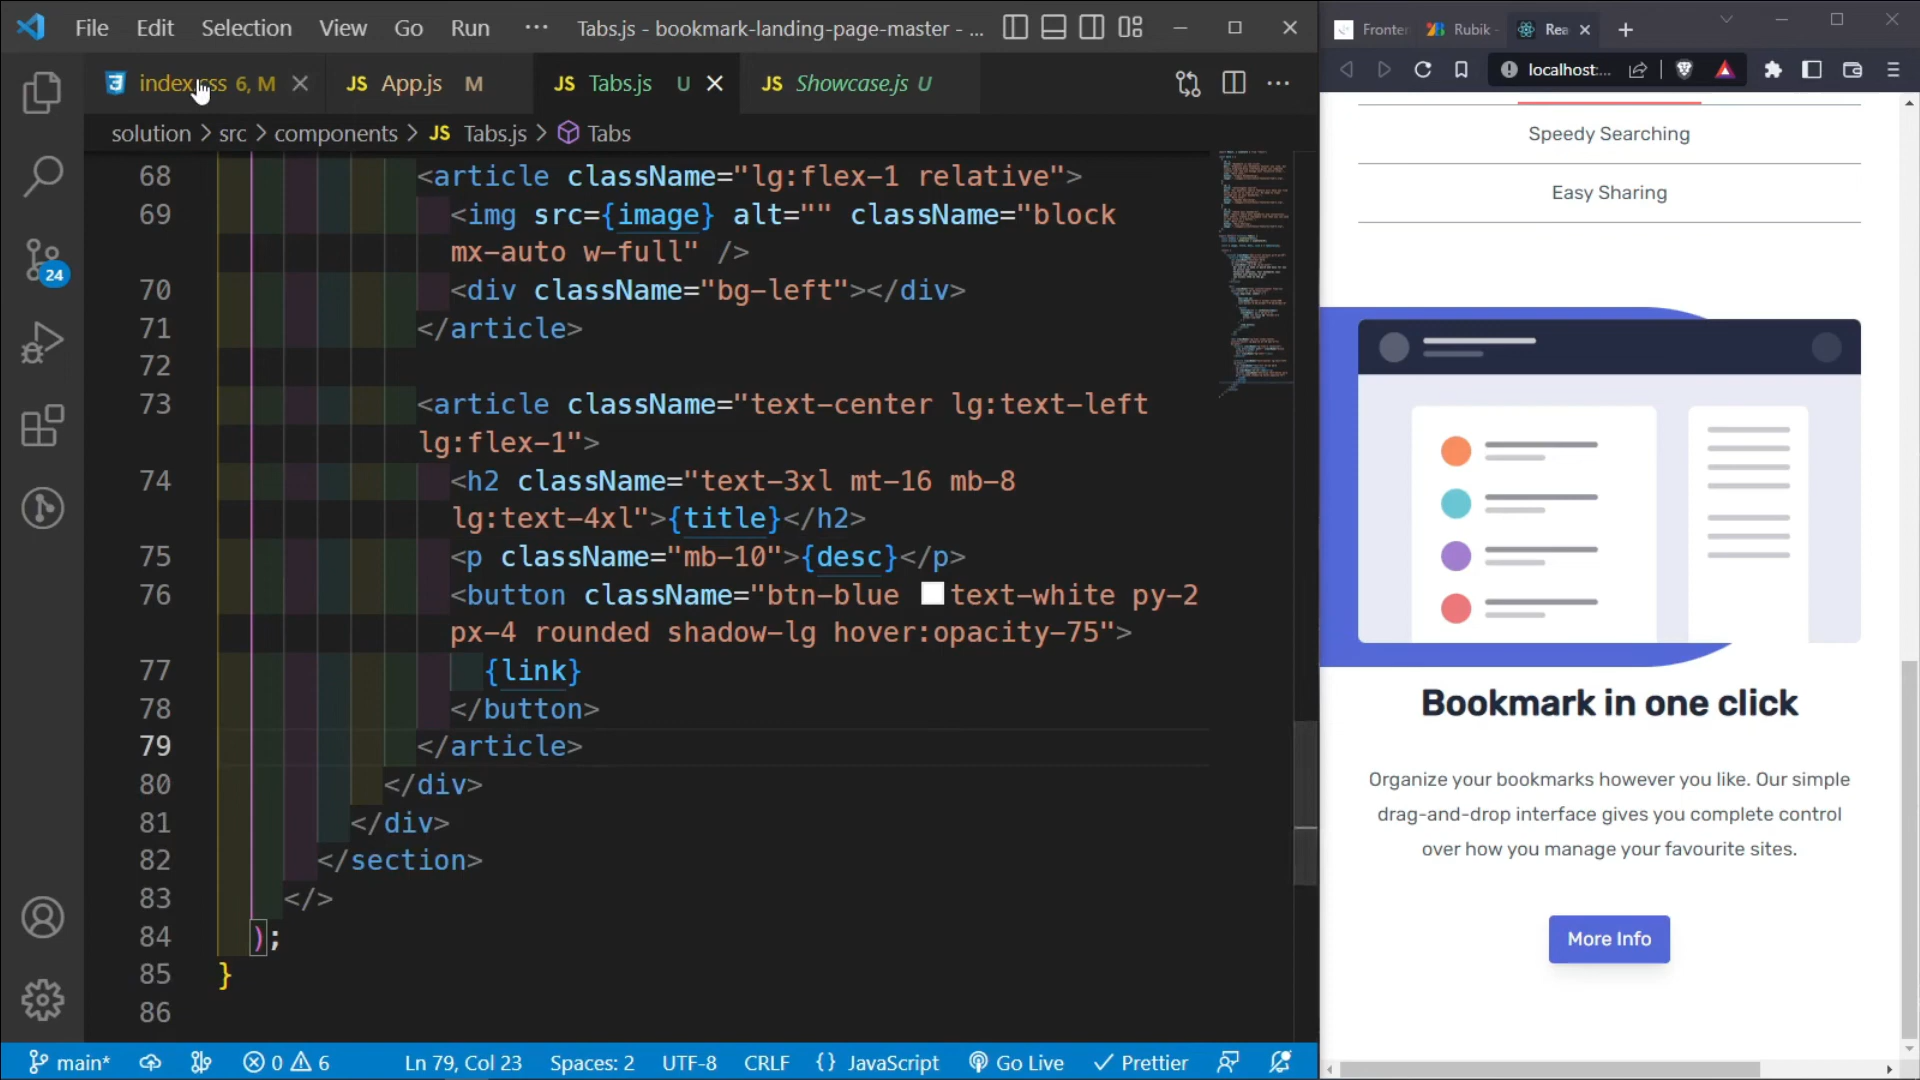 File Edit Selection View Go Run ··· Tabs.js - bookmark-landing-page-master - ...
index.css 6, M
JS App.js M
JS Tabs.js U
JS Showcase.js U
solution > src > components > JS Tabs.js > Tabs
68 <article className="lg:flex-1 relative">
69 <img src={image} alt="" className="block
mx-auto w-full" />
70 <div className="bg-left"></div>
71 </article>
72
73 <article className="text-center lg:text-left
lg:flex-1">
74 <h2 className="text-3xl mt-16 mb-8
lg:text-4xl">{title}</h2>
75 <p className="mb-10">{desc}</p>
76 <button className="btn-blue text-white py-2
px-4 rounded shadow-lg hover:opacity-75">
77 {link}
78 </button>
79 </article>
80 </div>
81 </div>
82 </section>
83 </>
84 );
85 }
86
24
main* 0 6 Ln 79, Col 23 Spaces: 2 UTF-8 CRLF {} JavaScript Go Live Prettier
Fronter Rubik - Rea
localhost:...
Speedy Searching
Easy Sharing
Bookmark in one click
Organize your bookmarks however you like. Our simple
drag-and-drop interface gives you complete control
over how you manage your favourite sites.
More Info